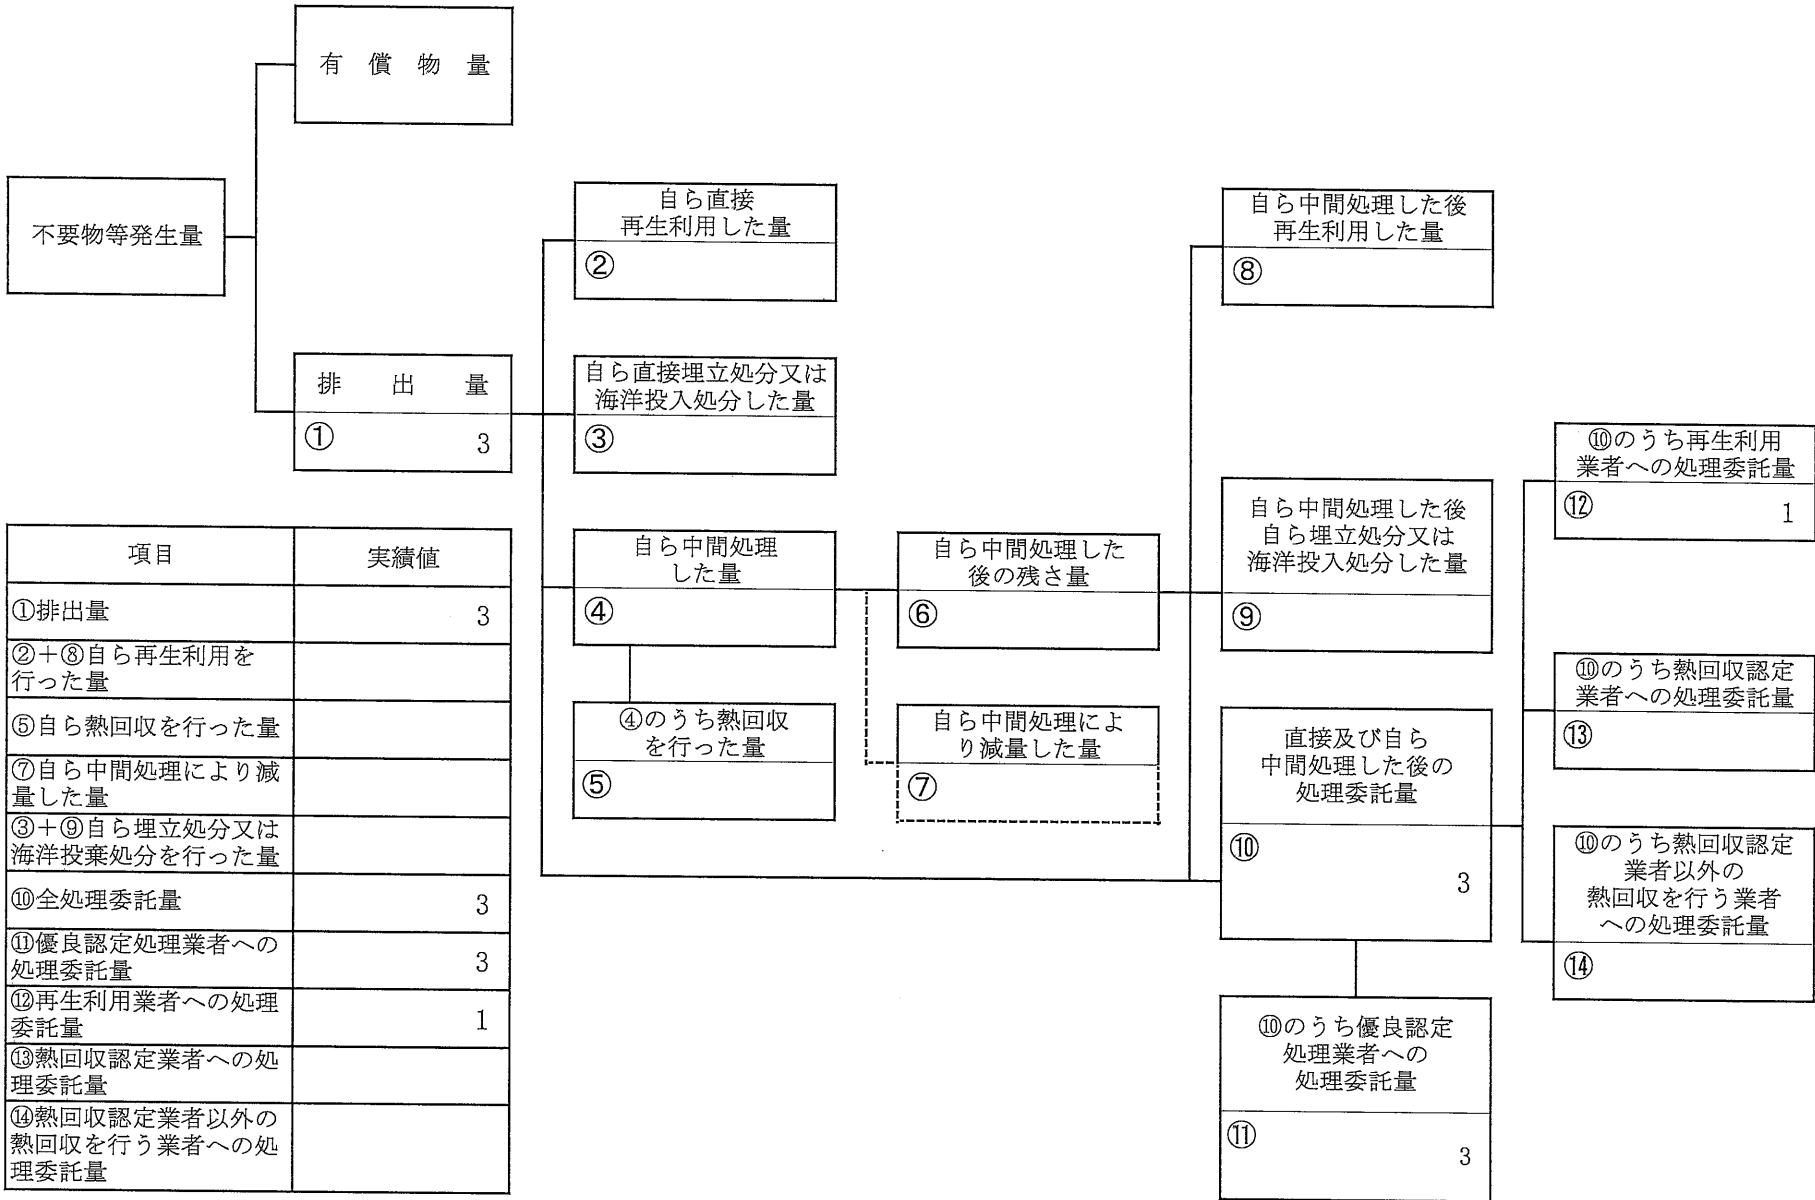 有償物量
不要物等発生量
排出量
① 3
自ら直接
再生利用した量
②
自ら直接埋立処分又は
海洋投入処分した量
③
自ら中間処理
した量
④
④のうち熱回収
を行った量
⑤
自ら中間処理した
後の残さ量
⑥
自ら中間処理によ
り減量した量
⑦
自ら中間処理した後
再生利用した量
⑧
自ら中間処理した後
自ら埋立処分又は
海洋投入処分した量
⑨
直接及び自ら
中間処理した後の
処理委託量
⑩
3
⑩のうち優良認定
処理業者への
処理委託量
⑪
3
⑩のうち再生利用
業者への処理委託量
⑫ 1
⑩のうち熱回収認定
業者への処理委託量
⑬
⑩のうち熱回収認定
業者以外の
熱回収を行う業者
への処理委託量
⑭
項目 実績値
①排出量 3
②+⑧自ら再生利用を
行った量
⑤自ら熱回収を行った量
⑦自ら中間処理により減
量した量
③+⑨自ら埋立処分又は
海洋投棄処分を行った量
⑩全処理委託量 3
⑪優良認定処理業者への
処理委託量 3
⑫再生利用業者への処理
委託量 1
⑬熱回収認定業者への処
理委託量
⑭熱回収認定業者以外の
熱回収を行う業者への処
理委託量